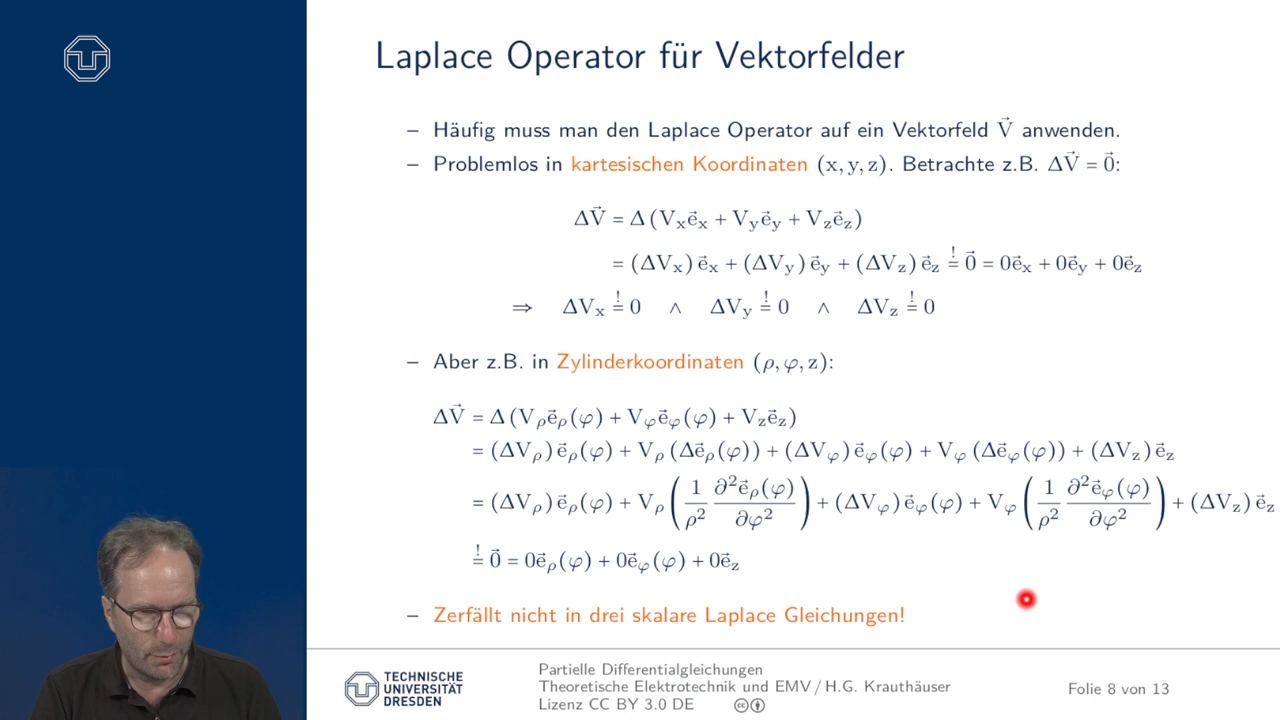 Laplace Operator für Vektorfelder
– Häufig muss man den Laplace Operator auf ein Vektorfeld V⃗ anwenden.
– Problemlos in kartesischen Koordinaten (x, y, z). Betrachte z.B. ΔV⃗ = 0⃗:
ΔV⃗ = Δ (Vₓe⃗ₓ + V_y e⃗_y + V_z e⃗_z)
= (ΔVₓ) e⃗ₓ + (ΔV_y) e⃗_y + (ΔV_z) e⃗_z =! 0⃗ = 0e⃗ₓ + 0e⃗_y + 0e⃗_z
⇒ ΔVₓ =! 0 ∧ ΔV_y =! 0 ∧ ΔV_z =! 0
– Aber z.B. in Zylinderkoordinaten (ρ, φ, z):
ΔV⃗ = Δ (V_ρ e⃗_ρ(φ) + V_φ e⃗_φ(φ) + V_z e⃗_z)
= (ΔV_ρ) e⃗_ρ(φ) + V_ρ (Δe⃗_ρ(φ)) + (ΔV_φ) e⃗_φ(φ) + V_φ (Δe⃗_φ(φ)) + (ΔV_z) e⃗_z
= (ΔV_ρ) e⃗_ρ(φ) + V_ρ (1/ρ² ∂²e⃗_ρ(φ)/∂φ²) + (ΔV_φ) e⃗_φ(φ) + V_φ (1/ρ² ∂²e⃗_φ(φ)/∂φ²) + (ΔV_z) e⃗_z
=! 0⃗ = 0e⃗_ρ(φ) + 0e⃗_φ(φ) + 0e⃗_z
– Zerfällt nicht in drei skalare Laplace Gleichungen!
TECHNISCHE
UNIVERSITÄT
DRESDEN
Partielle Differentialgleichungen
Theoretische Elektrotechnik und EMV / H.G. Krauthäuser
Lizenz CC BY 3.0 DE
Folie 8 von 13